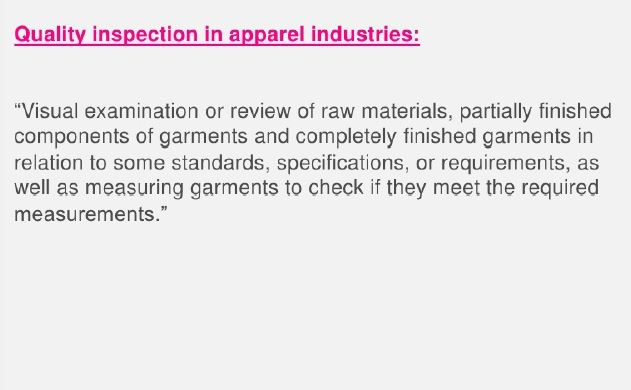 Quality inspection in apparel industries:
“Visual examination or review of raw materials, partially finished
components of garments and completely finished garments in
relation to some standards, specifications, or requirements, as
well as measuring garments to check if they meet the required
measurements.”